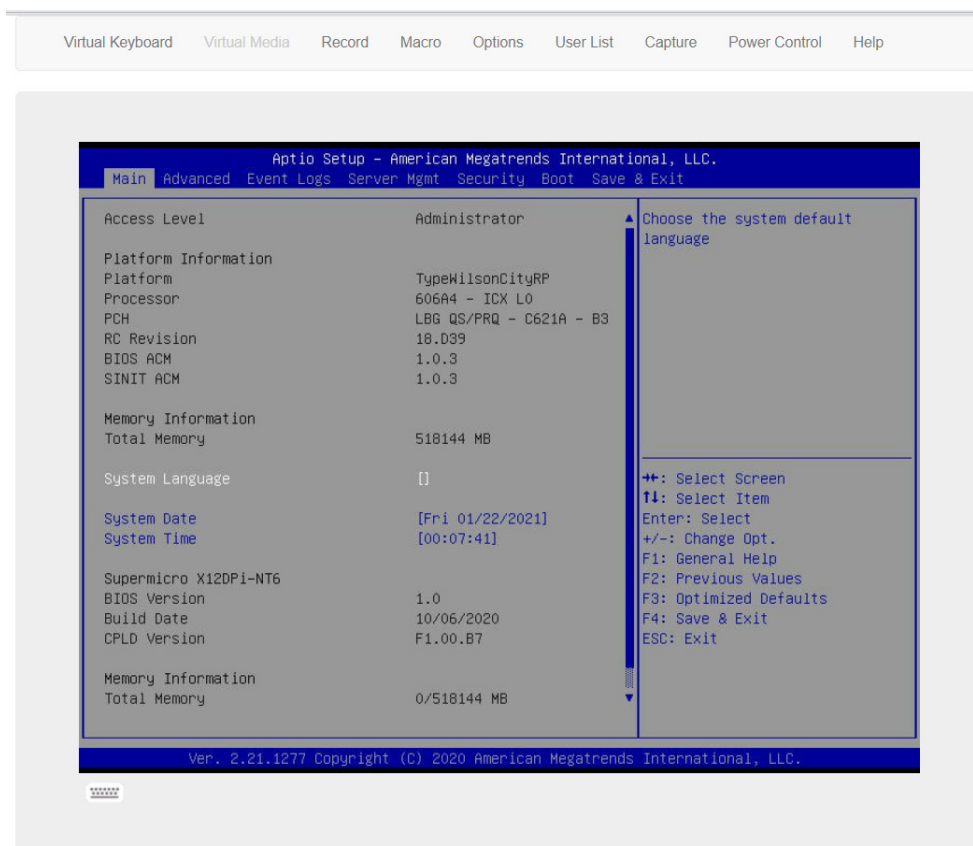 Virtual Keyboard Virtual Media Record Macro Options User List Capture Power Control Help
Aptio Setup – American Megatrends International, LLC.
Main Advanced Event Logs Server Mgmt Security Boot Save & Exit
Access Level Administrator
Platform Information
Platform TypeWilsonCityRP
Processor 606A4 – ICX L0
PCH LBG QS/PRQ – C621A – B3
RC Revision 18.D39
BIOS ACM 1.0.3
SINIT ACM 1.0.3
Memory Information
Total Memory 518144 MB
System Language []
System Date [Fri 01/22/2021]
System Time [00:07:41]
Supermicro X12DPi-NT6
BIOS Version 1.0
Build Date 10/06/2020
CPLD Version F1.00.B7
Memory Information
Total Memory 0/518144 MB
Choose the system default
language
→←: Select Screen
↑↓: Select Item
Enter: Select
+/-: Change Opt.
F1: General Help
F2: Previous Values
F3: Optimized Defaults
F4: Save & Exit
ESC: Exit
Ver. 2.21.1277 Copyright (C) 2020 American Megatrends International, LLC.